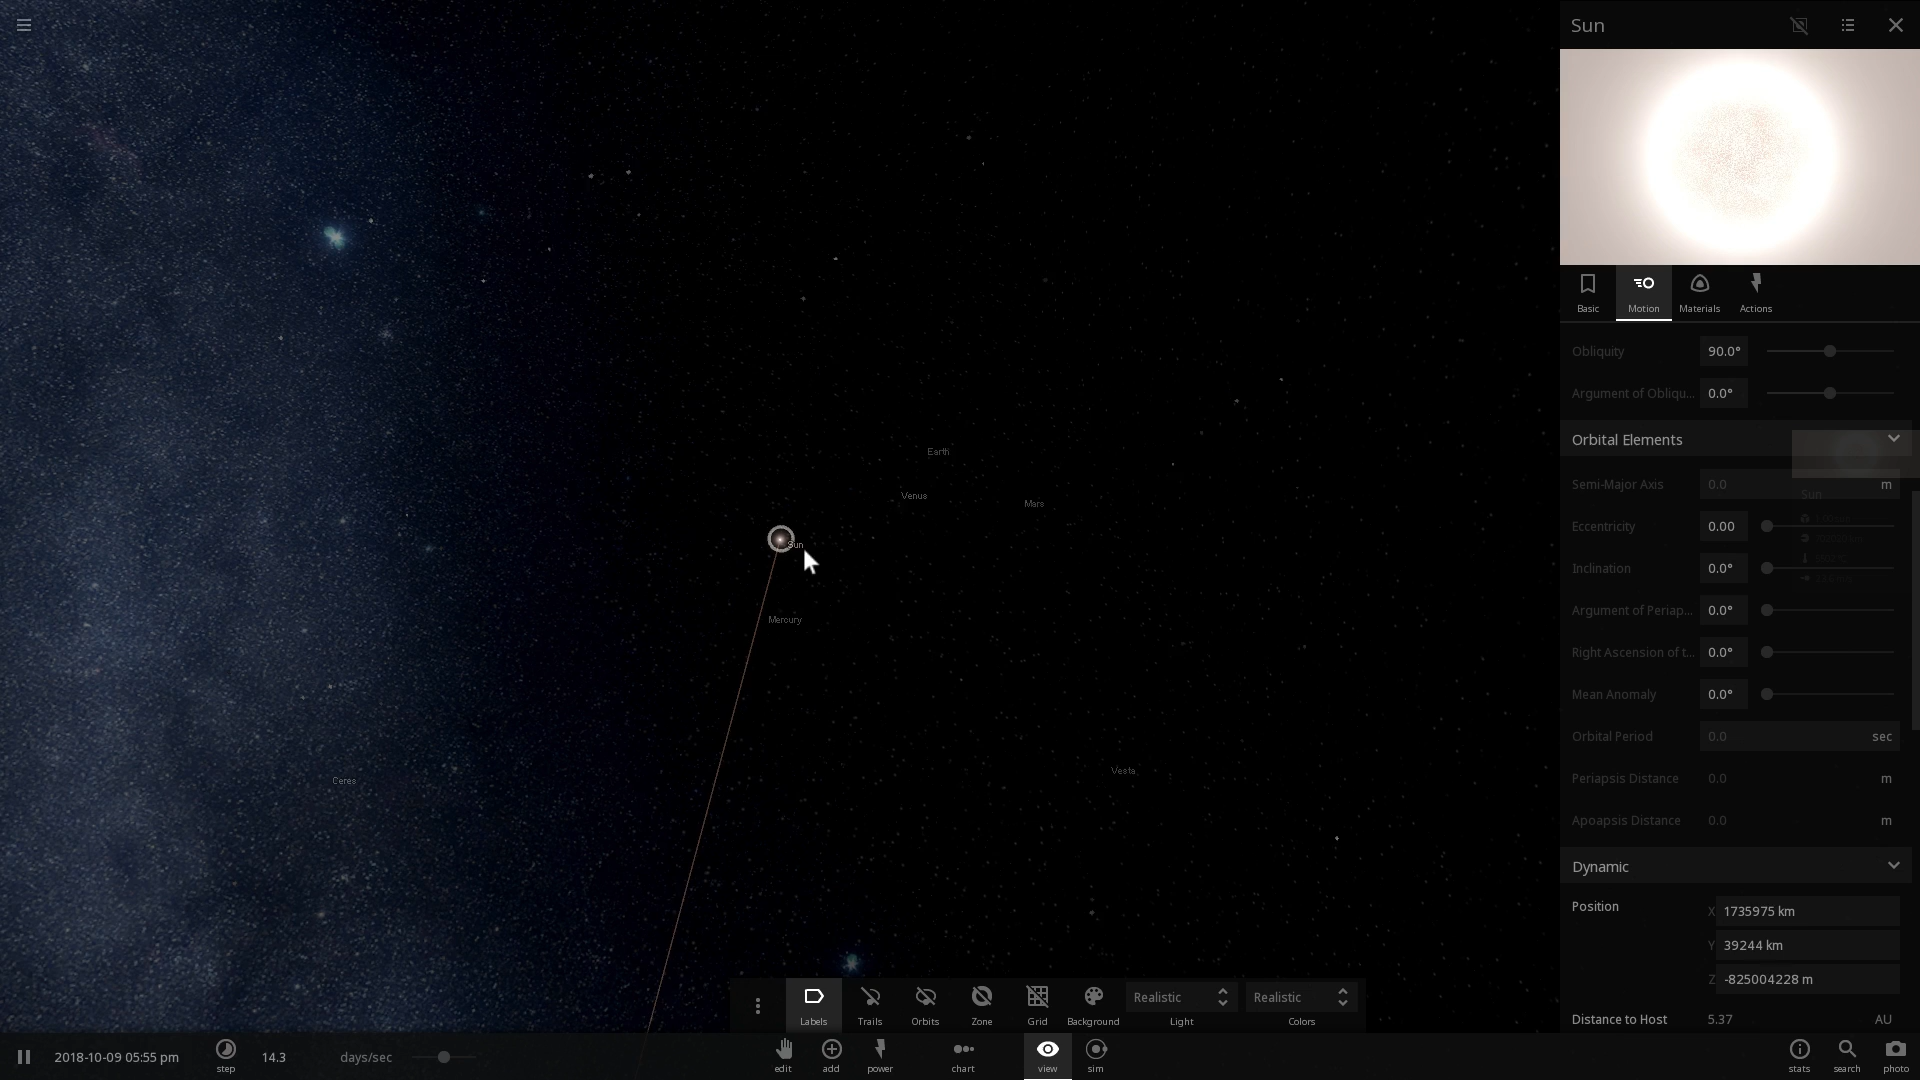 Sun
Basic
Motion
Materials
Actions
Obliquity 90.0°
Argument of Obliqu... 0.0°
Orbital Elements
Semi-Major Axis 0.0 m
Sun
Eccentricity 0.00
Inclination 0.0°
Argument of Periap... 0.0°
Right Ascension of t... 0.0°
Mean Anomaly 0.0°
Orbital Period 0.0 sec
Periapsis Distance 0.0 m
Apoapsis Distance 0.0 m
Dynamic
Position X 1735975 km
Y 39244 km
Z -825004228 m
Distance to Host 5.37 AU
Earth
Venus
Mars
Sun
Mercury
Ceres
Vesta
Labels
Trails
Orbits
Zone
Grid
Background
Realistic
Light
Realistic
Colors
2018-10-09 05:55 pm
step
14.3 days/sec
edit
add
power
chart
view
sim
stats
search
photo